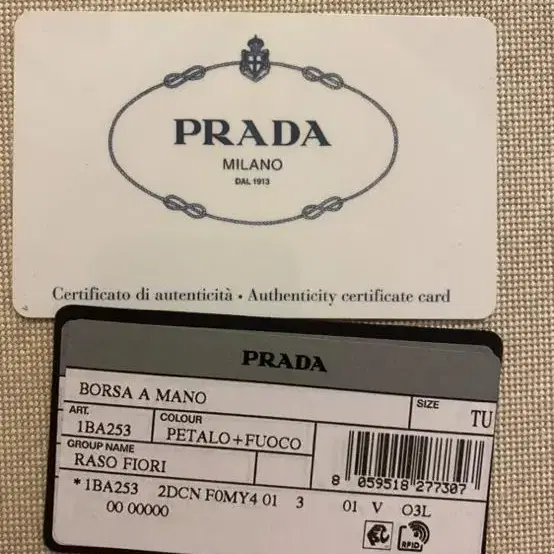 PRADA
MILANO
DAL 1913
Certificato di autenticità • Authenticity certificate card
PRADA
BORSA A MANO
SIZE
TU
ART.
1BA253
COLOUR
PETALO+FUOCO
GROUP NAME
RASO FIORI
8 059518 277307
*1BA253 2DCN F0MY4 01 3 01 V O3L
00 00000
RFID